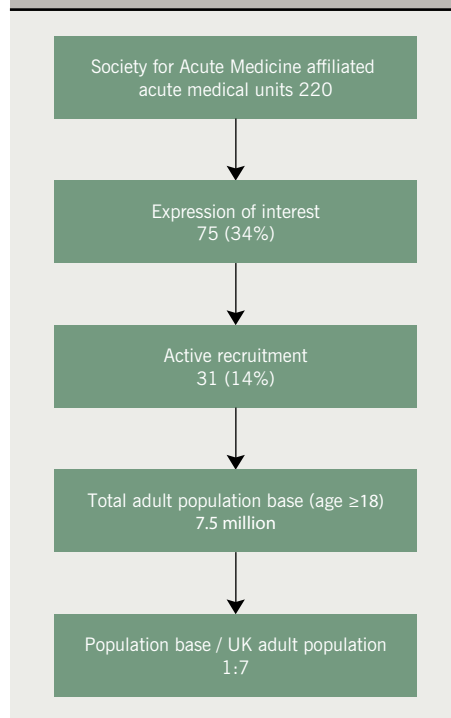 Society for Acute Medicine affiliated
acute medical units 220
Expression of interest
75 (34%)
Active recruitment
31 (14%)
Total adult population base (age ≥18)
7.5 million
Population base / UK adult population
1:7